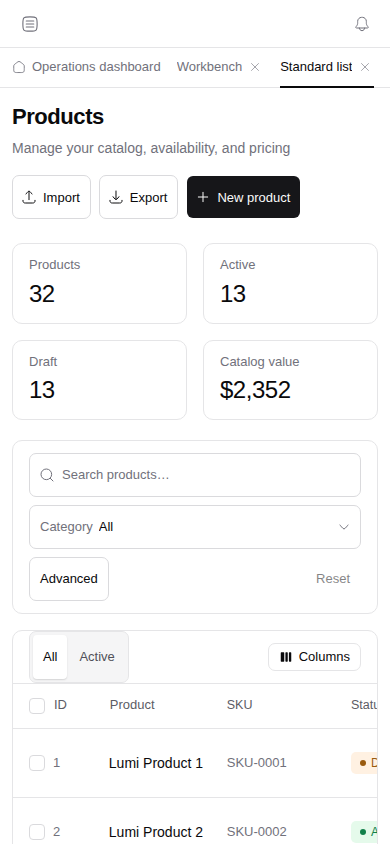 Operations dashboard Workbench Standard list
Products
Manage your catalog, availability, and pricing
Import Export New product
Products Active
32 13
Draft Catalog value
13 $2,352
Search products…
Category All
Advanced Reset
All Active Columns
ID Product SKU
1 Lumi Product 1 SKU-0001
2 Lumi Product 2 SKU-0002